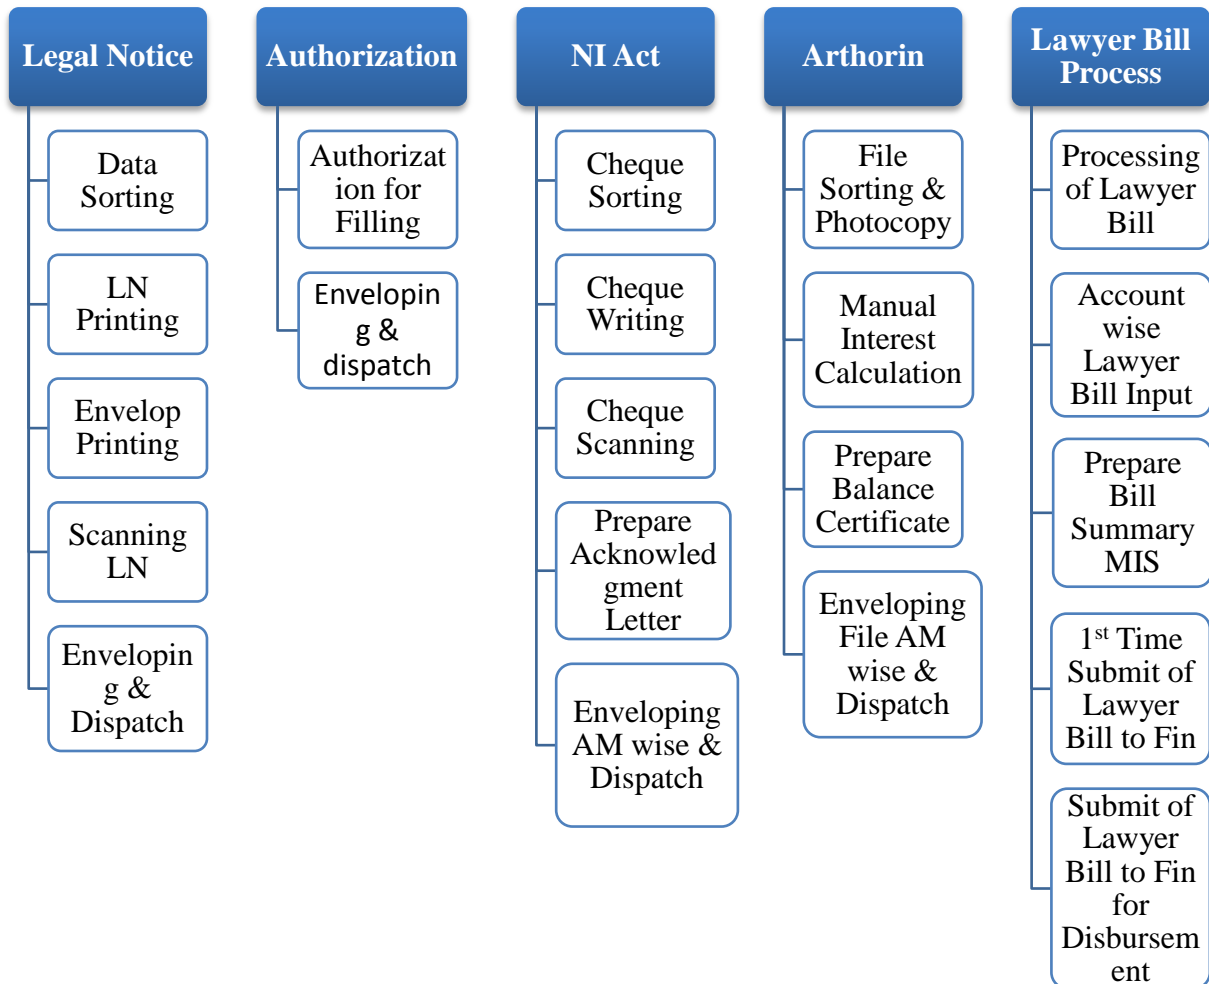 Legal Notice
Data
Sorting
LN
Printing
Envelop
Printing
Scanning
LN
Envelopin
g &
Dispatch
Authorization
Authorizat
ion for
Filling
Envelopin
g &
dispatch
NI Act
Cheque
Sorting
Cheque
Writing
Cheque
Scanning
Prepare
Acknowled
gment
Letter
Enveloping
AM wise &
Dispatch
Arthorin
File
Sorting &
Photocopy
Manual
Interest
Calculation
Prepare
Balance
Certificate
Enveloping
File AM
wise &
Dispatch
Lawyer Bill
Process
Processing
of Lawyer
Bill
Account
wise
Lawyer
Bill Input
Prepare
Bill
Summary
MIS
1st Time
Submit of
Lawyer
Bill to Fin
Submit of
Lawyer
Bill to Fin
for
Disbursem
ent